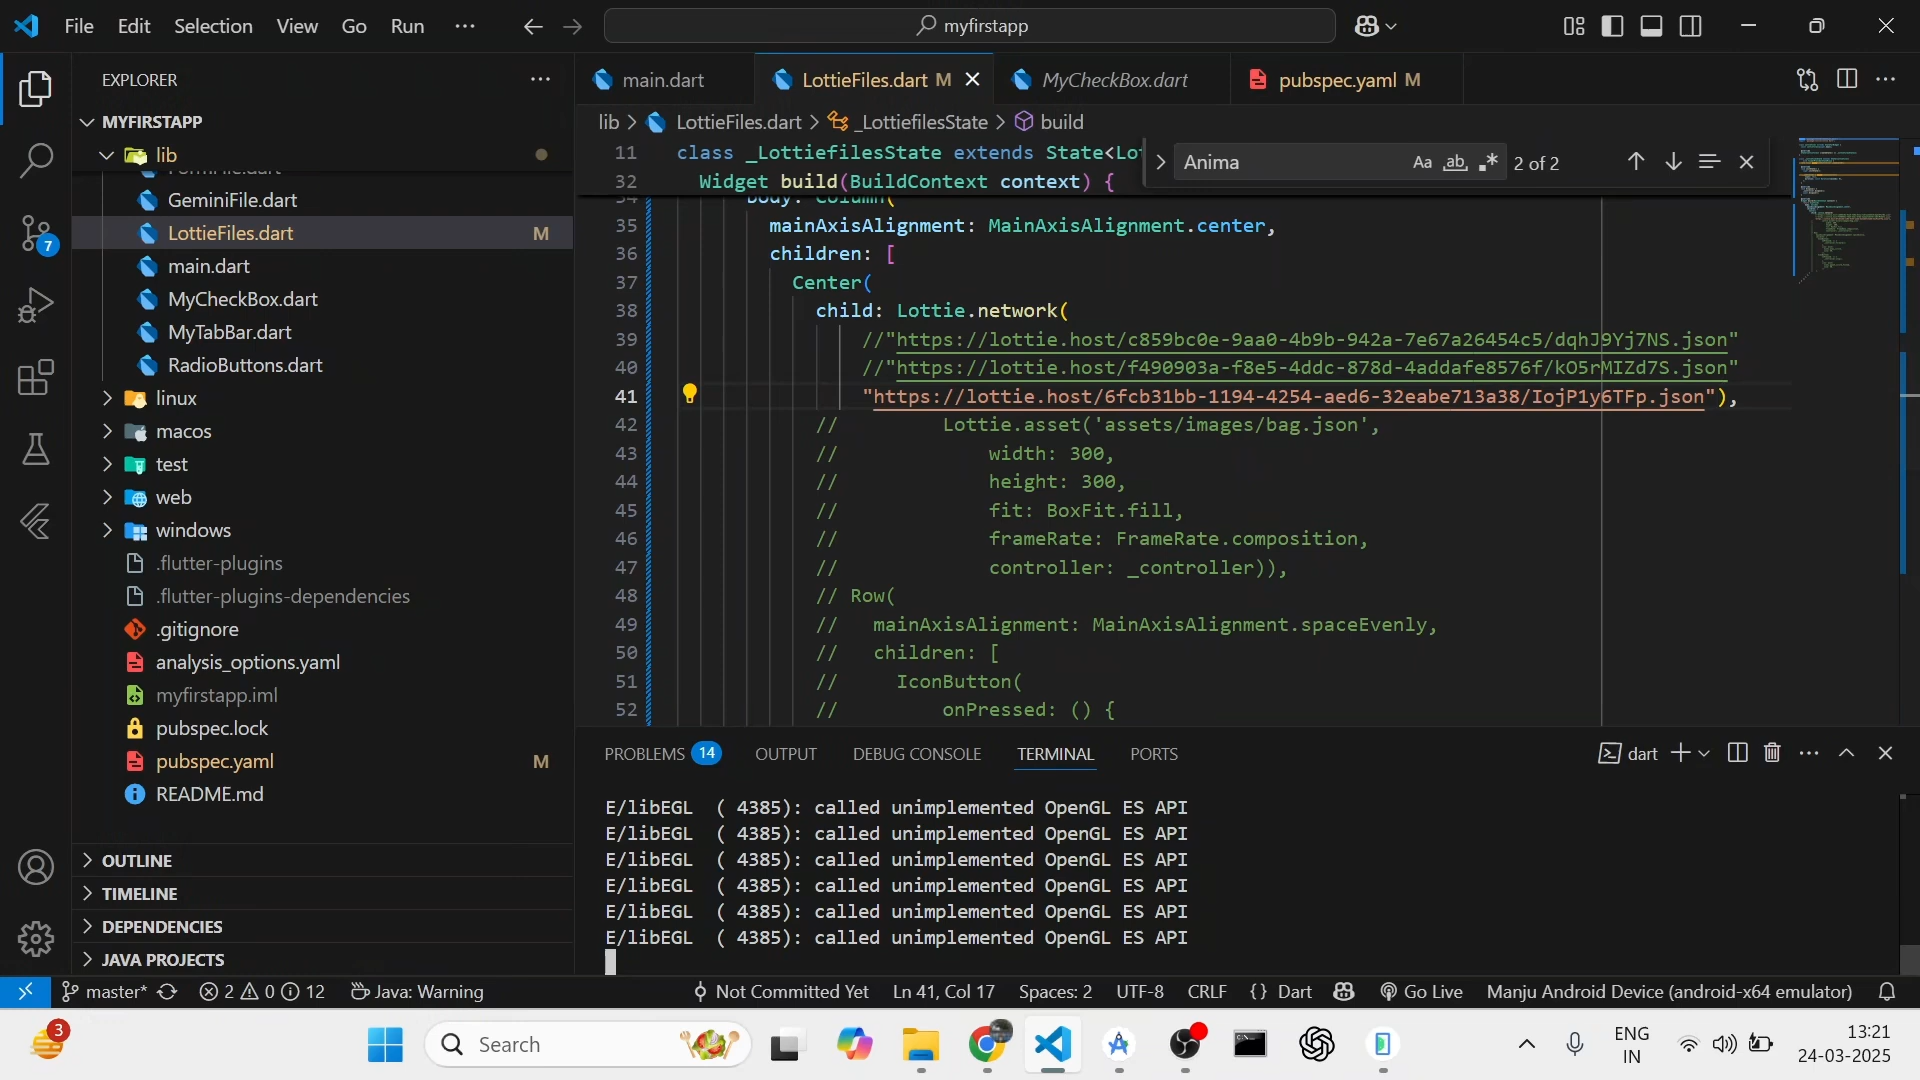 File Edit Selection View Go Run ··· myfirstapp
EXPLORER
MYFIRSTAPP
lib
GeminiFile.dart
LottieFiles.dart M
main.dart
MyCheckBox.dart
MyTabBar.dart
RadioButtons.dart
linux
macos
test
web
windows
.flutter-plugins
.flutter-plugins-dependencies
.gitignore
analysis_options.yaml
myfirstapp.iml
pubspec.lock
pubspec.yaml M
README.md
OUTLINE
TIMELINE
DEPENDENCIES
JAVA PROJECTS
7
main.dart LottieFiles.dart M MyCheckBox.dart pubspec.yaml M
lib > LottieFiles.dart > _LottiefilesState > build
Anima Aa ab 2 of 2
11 class _LottiefilesState extends State<Lot
32 Widget build(BuildContext context) {
34 body: Column(
35 mainAxisAlignment: MainAxisAlignment.center,
36 children: [
37 Center(
38 child: Lottie.network(
39 //"https://lottie.host/c859bc0e-9aa0-4b9b-942a-7e67a26454c5/dqhJ9Yj7NS.json"
40 //"https://lottie.host/f490903a-f8e5-4ddc-878d-4addafe8576f/kO5rMIZd7S.json"
41 "https://lottie.host/6fcb31bb-1194-4254-aed6-32eabe713a38/IojP1y6TFp.json"),
42 // Lottie.asset('assets/images/bag.json',
43 // width: 300,
44 // height: 300,
45 // fit: BoxFit.fill,
46 // frameRate: FrameRate.composition,
47 // controller: _controller)),
48 // Row(
49 // mainAxisAlignment: MainAxisAlignment.spaceEvenly,
50 // children: [
51 // IconButton(
52 // onPressed: () {
PROBLEMS 14 OUTPUT DEBUG CONSOLE TERMINAL PORTS dart
E/libEGL ( 4385): called unimplemented OpenGL ES API
E/libEGL ( 4385): called unimplemented OpenGL ES API
E/libEGL ( 4385): called unimplemented OpenGL ES API
E/libEGL ( 4385): called unimplemented OpenGL ES API
E/libEGL ( 4385): called unimplemented OpenGL ES API
E/libEGL ( 4385): called unimplemented OpenGL ES API
master* 2 0 12 Java: Warning Not Committed Yet Ln 41, Col 17 Spaces: 2 UTF-8 CRLF {} Dart Go Live Manju Android Device (android-x64 emulator)
3 Search ENG 13:21
IN 24-03-2025